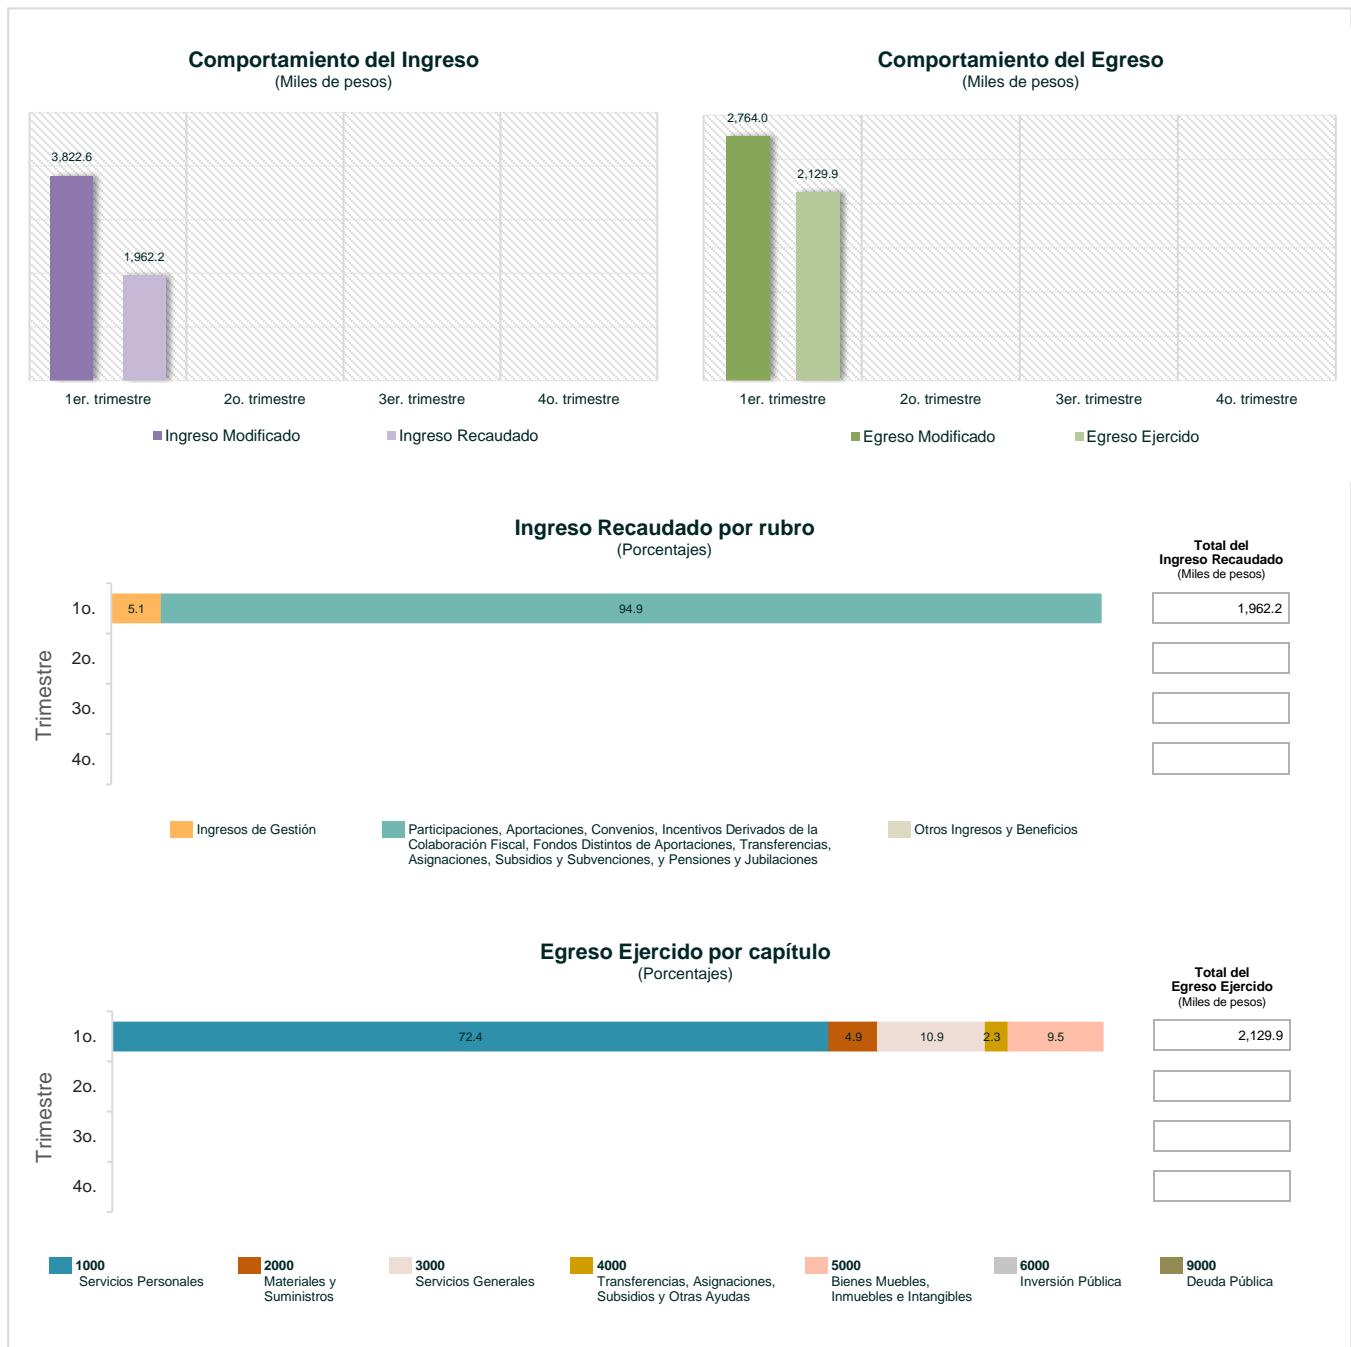 Comportamiento del Ingreso
(Miles de pesos)
3,822.6
1,962.2
1er. trimestre
2o. trimestre
3er. trimestre
4o. trimestre
Ingreso Modificado
Ingreso Recaudado
Comportamiento del Egreso
(Miles de pesos)
2,764.0
2,129.9
1er. trimestre
2o. trimestre
3er. trimestre
4o. trimestre
Egreso Modificado
Egreso Ejercido
Ingreso Recaudado por rubro
(Porcentajes)
Total del
Ingreso Recaudado
(Miles de pesos)
Trimestre
1o.
5.1
94.9
1,962.2
2o.
3o.
4o.
Ingresos de Gestión
Participaciones, Aportaciones, Convenios, Incentivos Derivados de la
Colaboración Fiscal, Fondos Distintos de Aportaciones, Transferencias,
Asignaciones, Subsidios y Subvenciones, y Pensiones y Jubilaciones
Otros Ingresos y Beneficios
Egreso Ejercido por capítulo
(Porcentajes)
Total del
Egreso Ejercido
(Miles de pesos)
Trimestre
1o.
72.4
4.9
10.9
2.3
9.5
2,129.9
2o.
3o.
4o.
1000
Servicios Personales
2000
Materiales y
Suministros
3000
Servicios Generales
4000
Transferencias, Asignaciones,
Subsidios y Otras Ayudas
5000
Bienes Muebles,
Inmuebles e Intangibles
6000
Inversión Pública
9000
Deuda Pública